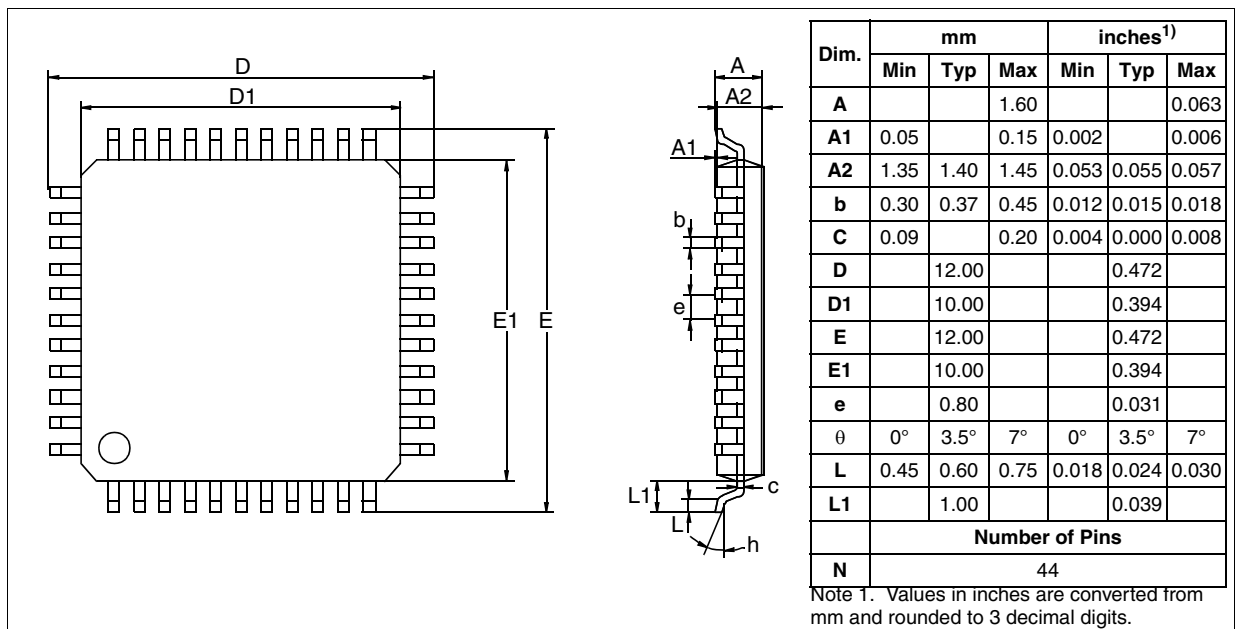 D
D1
E1 E
A
A2
A1
b
e
L1
L
c
h
Dim. mm inches1)
Min Typ Max Min Typ Max
A 1.60 0.063
A1 0.05 0.15 0.002 0.006
A2 1.35 1.40 1.45 0.053 0.055 0.057
b 0.30 0.37 0.45 0.012 0.015 0.018
C 0.09 0.20 0.004 0.000 0.008
D 12.00 0.472
D1 10.00 0.394
E 12.00 0.472
E1 10.00 0.394
e 0.80 0.031
θ 0° 3.5° 7° 0° 3.5° 7°
L 0.45 0.60 0.75 0.018 0.024 0.030
L1 1.00 0.039
Number of Pins
N 44
Note 1. Values in inches are converted from
mm and rounded to 3 decimal digits.